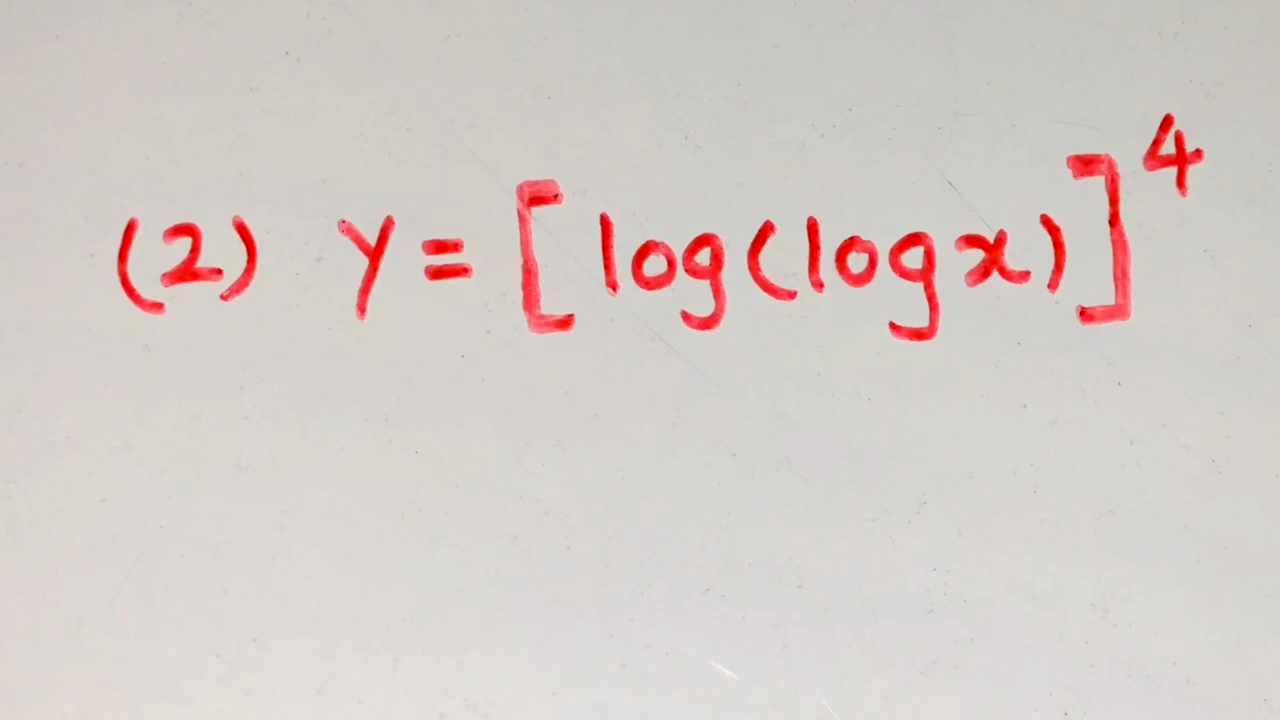 (2) y = [log(log x)]⁴